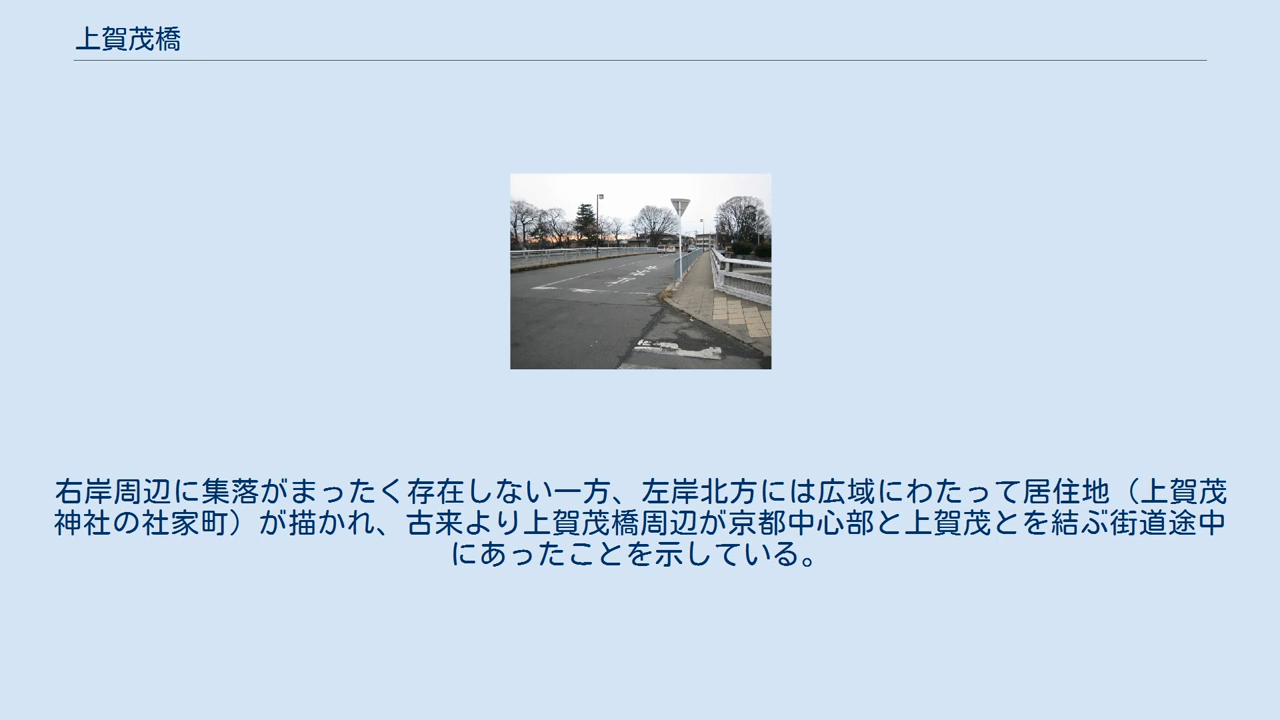 上賀茂橋
右岸周辺に集落がまったく存在しない一方、左岸北方には広域にわたって居住地（上賀茂
神社の社家町）が描かれ、古来より上賀茂橋周辺が京都中心部と上賀茂とを結ぶ街道途中
にあったことを示している。